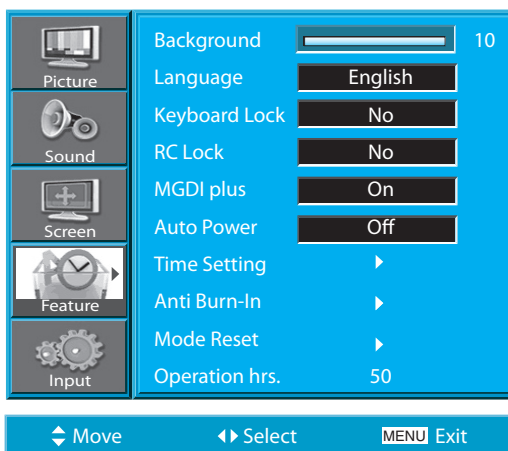 Picture
Sound
Screen
Feature
Input
Background 10
Language English
Keyboard Lock No
RC Lock No
MGDI plus On
Auto Power Off
Time Setting
Anti Burn-In
Mode Reset
Operation hrs. 50
Move Select MENU Exit